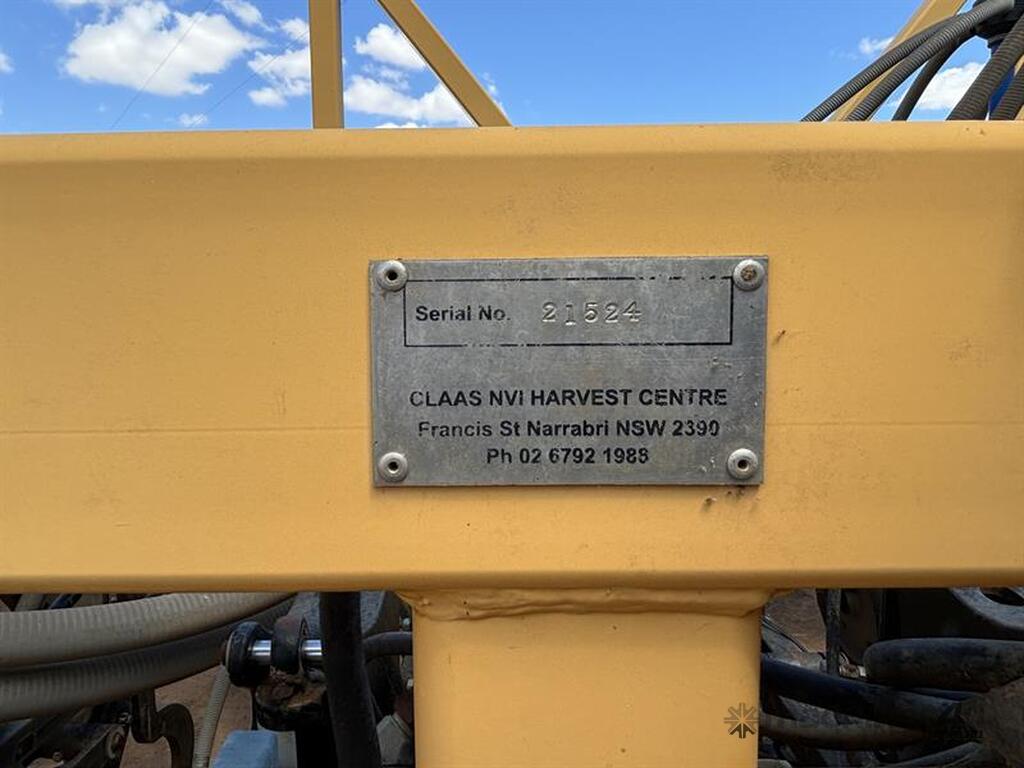 Serial No. 21524
CLAAS NVI HARVEST CENTRE
Francis St Narrabri NSW 2390
Ph 02 6792 1988